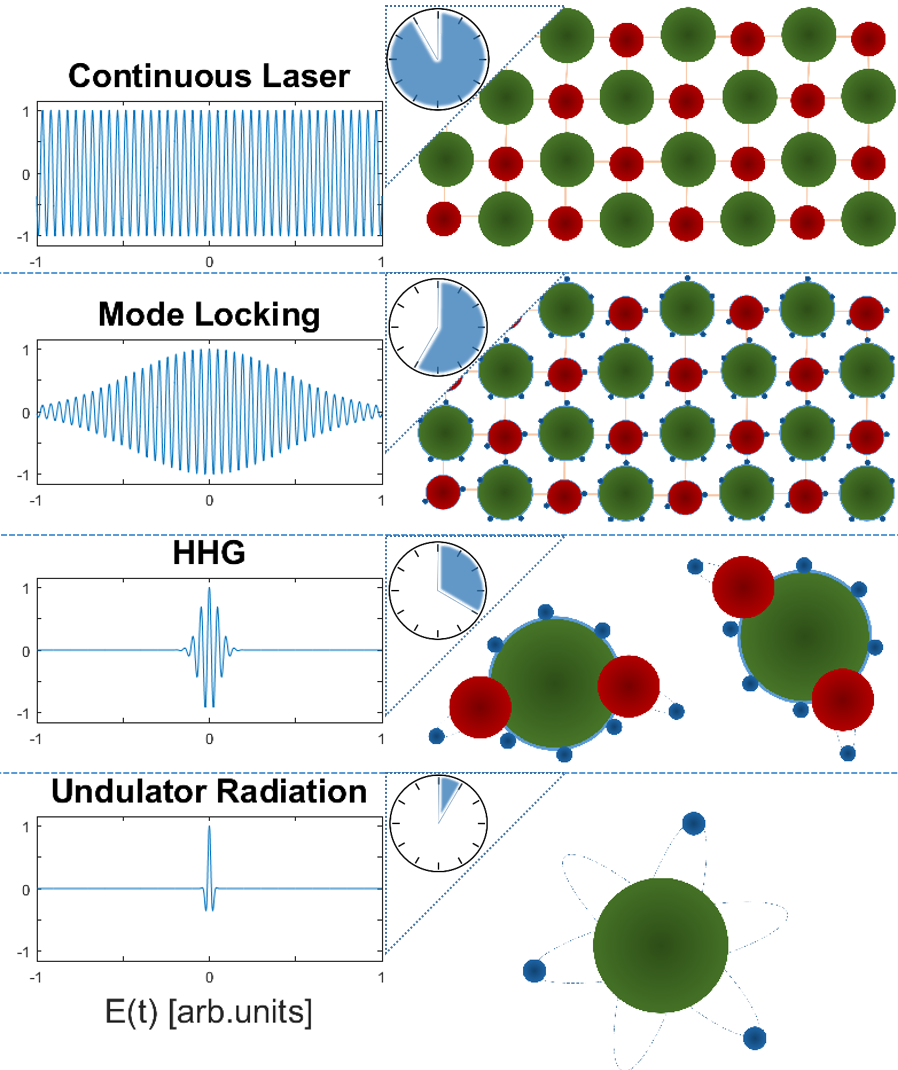 Continuous Laser
1
0
-1
-1 0 1
Mode Locking
1
0
-1
-1 0 1
HHG
1
0
-1
-1 0 1
Undulator Radiation
1
0
-1
-1 0 1
E(t) [arb.units]